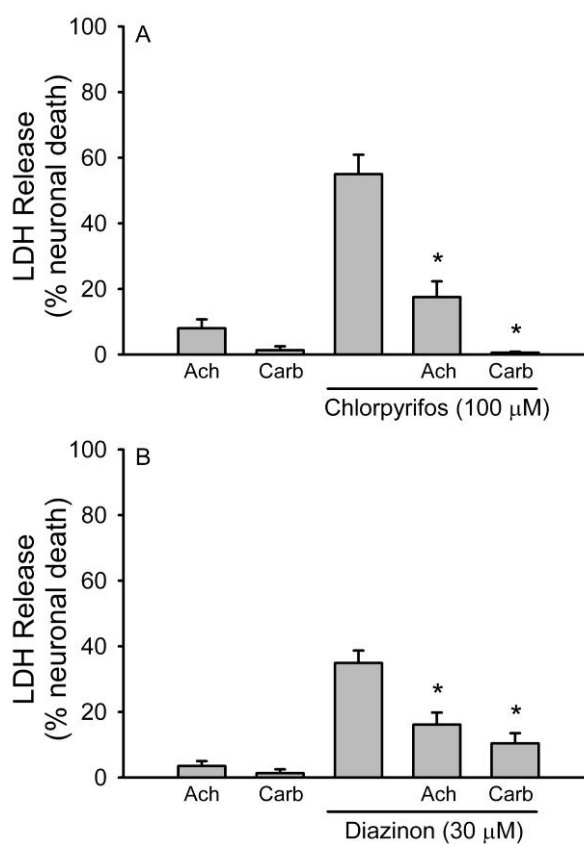 A
100
80
60
40
20
0
LDH Release
(% neuronal death)
* *
Ach Carb Ach Carb
Chlorpyrifos (100 μM)
B
100
80
60
40
20
0
LDH Release
(% neuronal death)
* *
Ach Carb Ach Carb
Diazinon (30 μM)